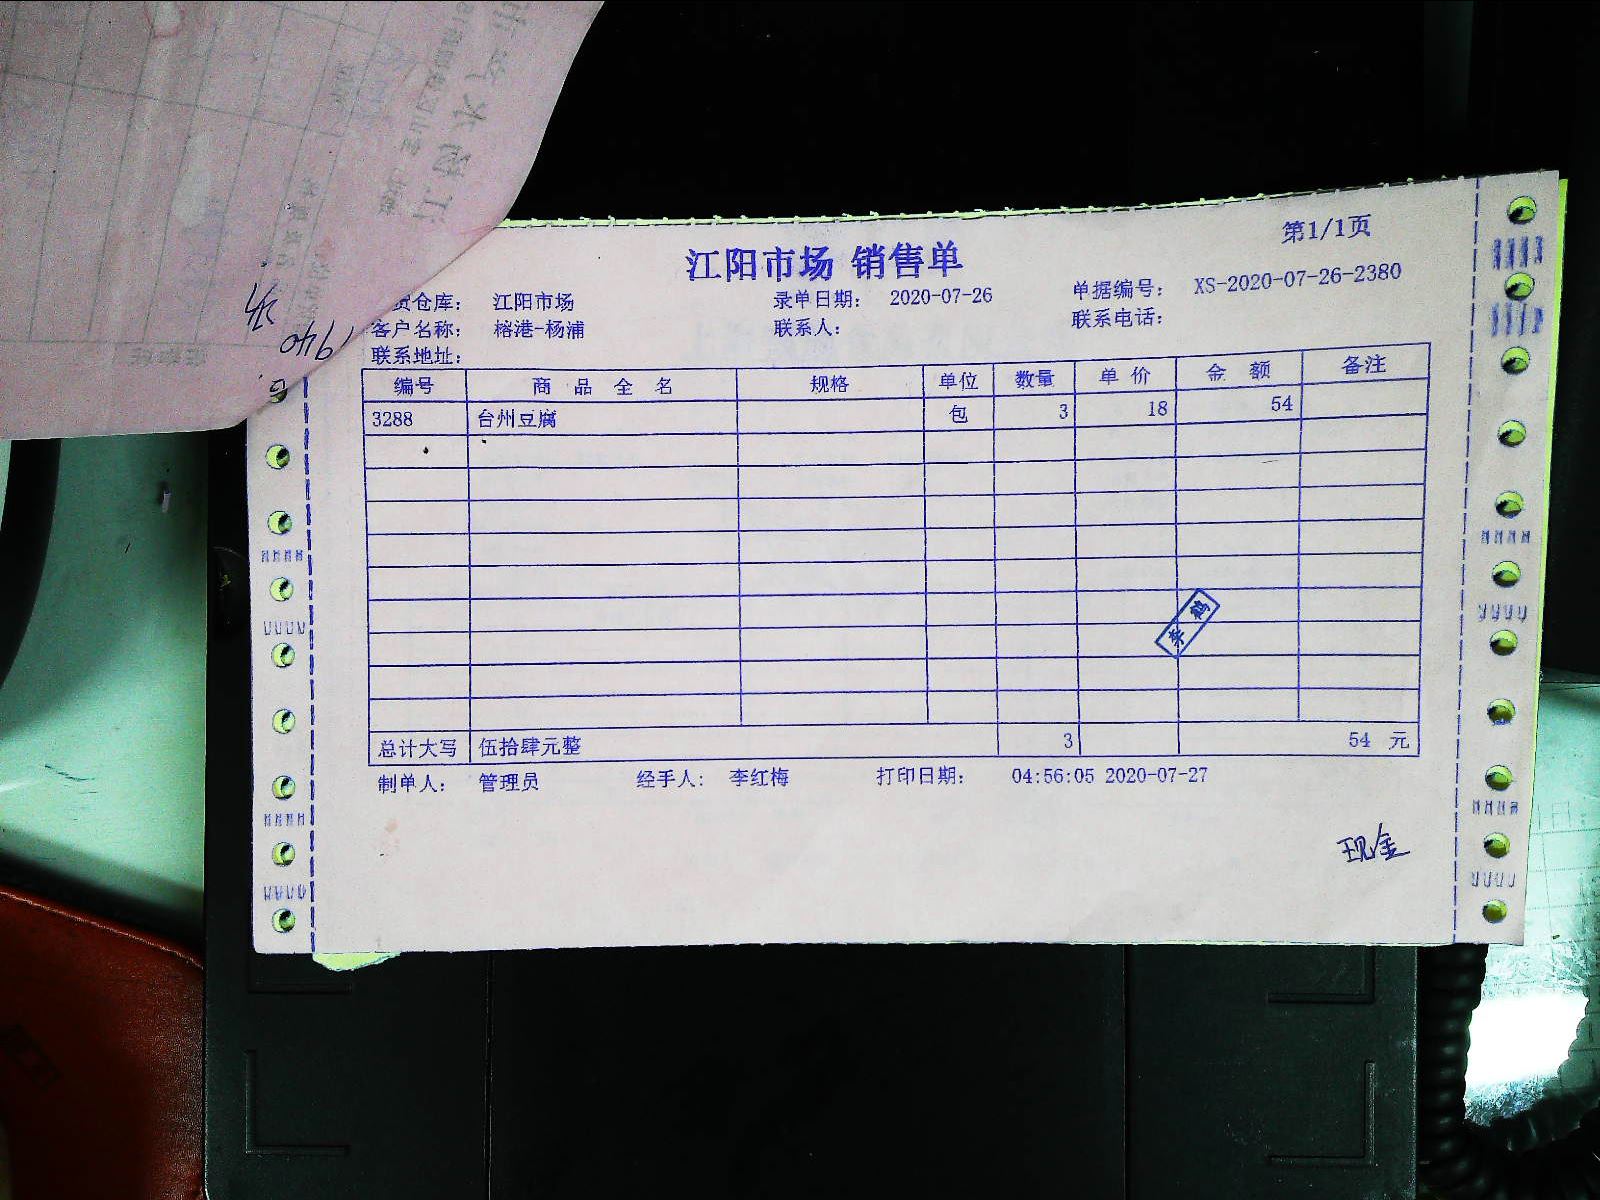 江阳市场 销售单
第1/1页
货仓库： 江阳市场 录单日期： 2020-07-26 单据编号： XS-2020-07-26-2380
客户名称： 榕港-杨浦 联系人： 联系电话：
联系地址：
编号 商品全名 规格 单位 数量 单价 金额 备注
3288 台州豆腐 包 3 18 54
李鹤
总计大写 伍拾肆元整 3 54 元
制单人： 管理员 经手人： 李红梅 打印日期： 04:56:05 2020-07-27
现金